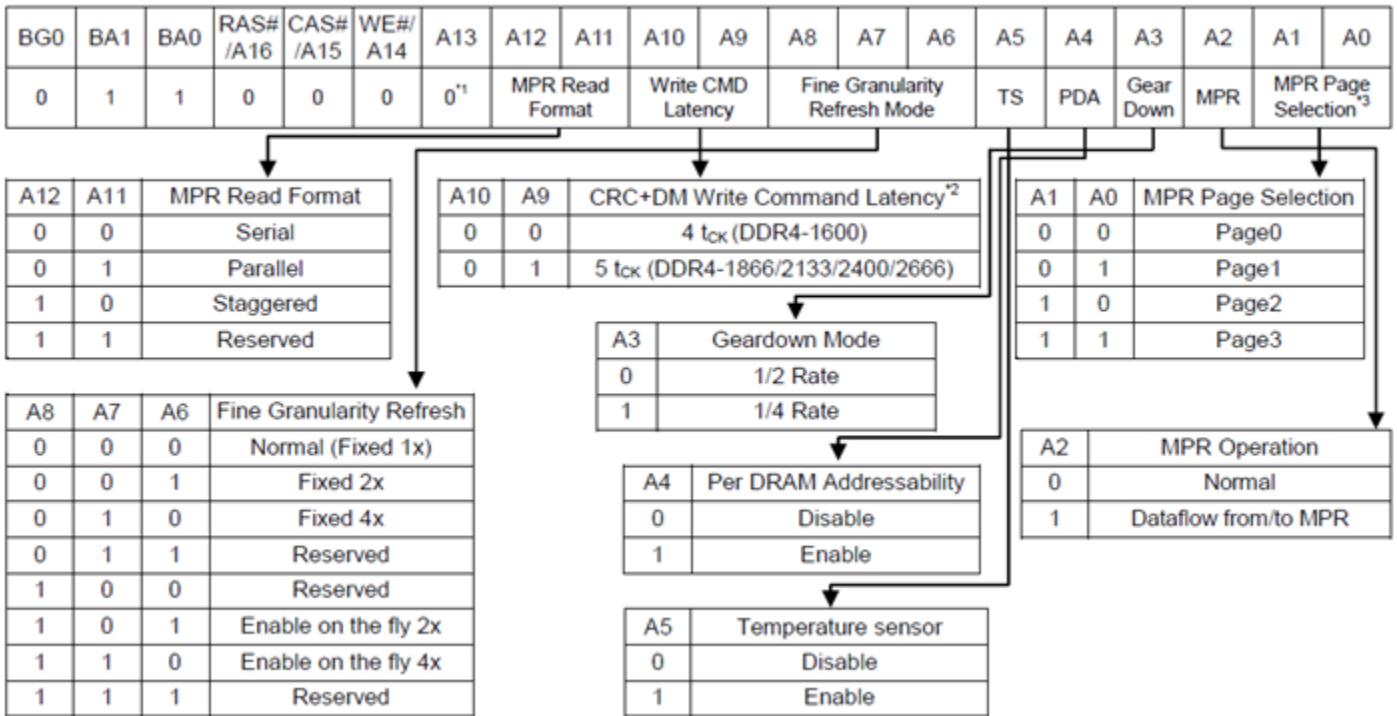 BG0 BA1 BA0 RAS#/A16 CAS#/A15 WE#/A14 A13 A12 A11 A10 A9 A8 A7 A6 A5 A4 A3 A2 A1 A0
0 1 1 0 0 0 0*1 MPR Read Format Write CMD Latency Fine Granularity Refresh Mode TS PDA Gear Down MPR MPR Page Selection*3
A12 A11 MPR Read Format
0 0 Serial
0 1 Parallel
1 0 Staggered
1 1 Reserved
A10 A9 CRC+DM Write Command Latency*2
0 0 4 tCK (DDR4-1600)
0 1 5 tCK (DDR4-1866/2133/2400/2666)
A1 A0 MPR Page Selection
0 0 Page0
0 1 Page1
1 0 Page2
1 1 Page3
A3 Geardown Mode
0 1/2 Rate
1 1/4 Rate
A8 A7 A6 Fine Granularity Refresh
0 0 0 Normal (Fixed 1x)
0 0 1 Fixed 2x
0 1 0 Fixed 4x
0 1 1 Reserved
1 0 0 Reserved
1 0 1 Enable on the fly 2x
1 1 0 Enable on the fly 4x
1 1 1 Reserved
A4 Per DRAM Addressability
0 Disable
1 Enable
A2 MPR Operation
0 Normal
1 Dataflow from/to MPR
A5 Temperature sensor
0 Disable
1 Enable